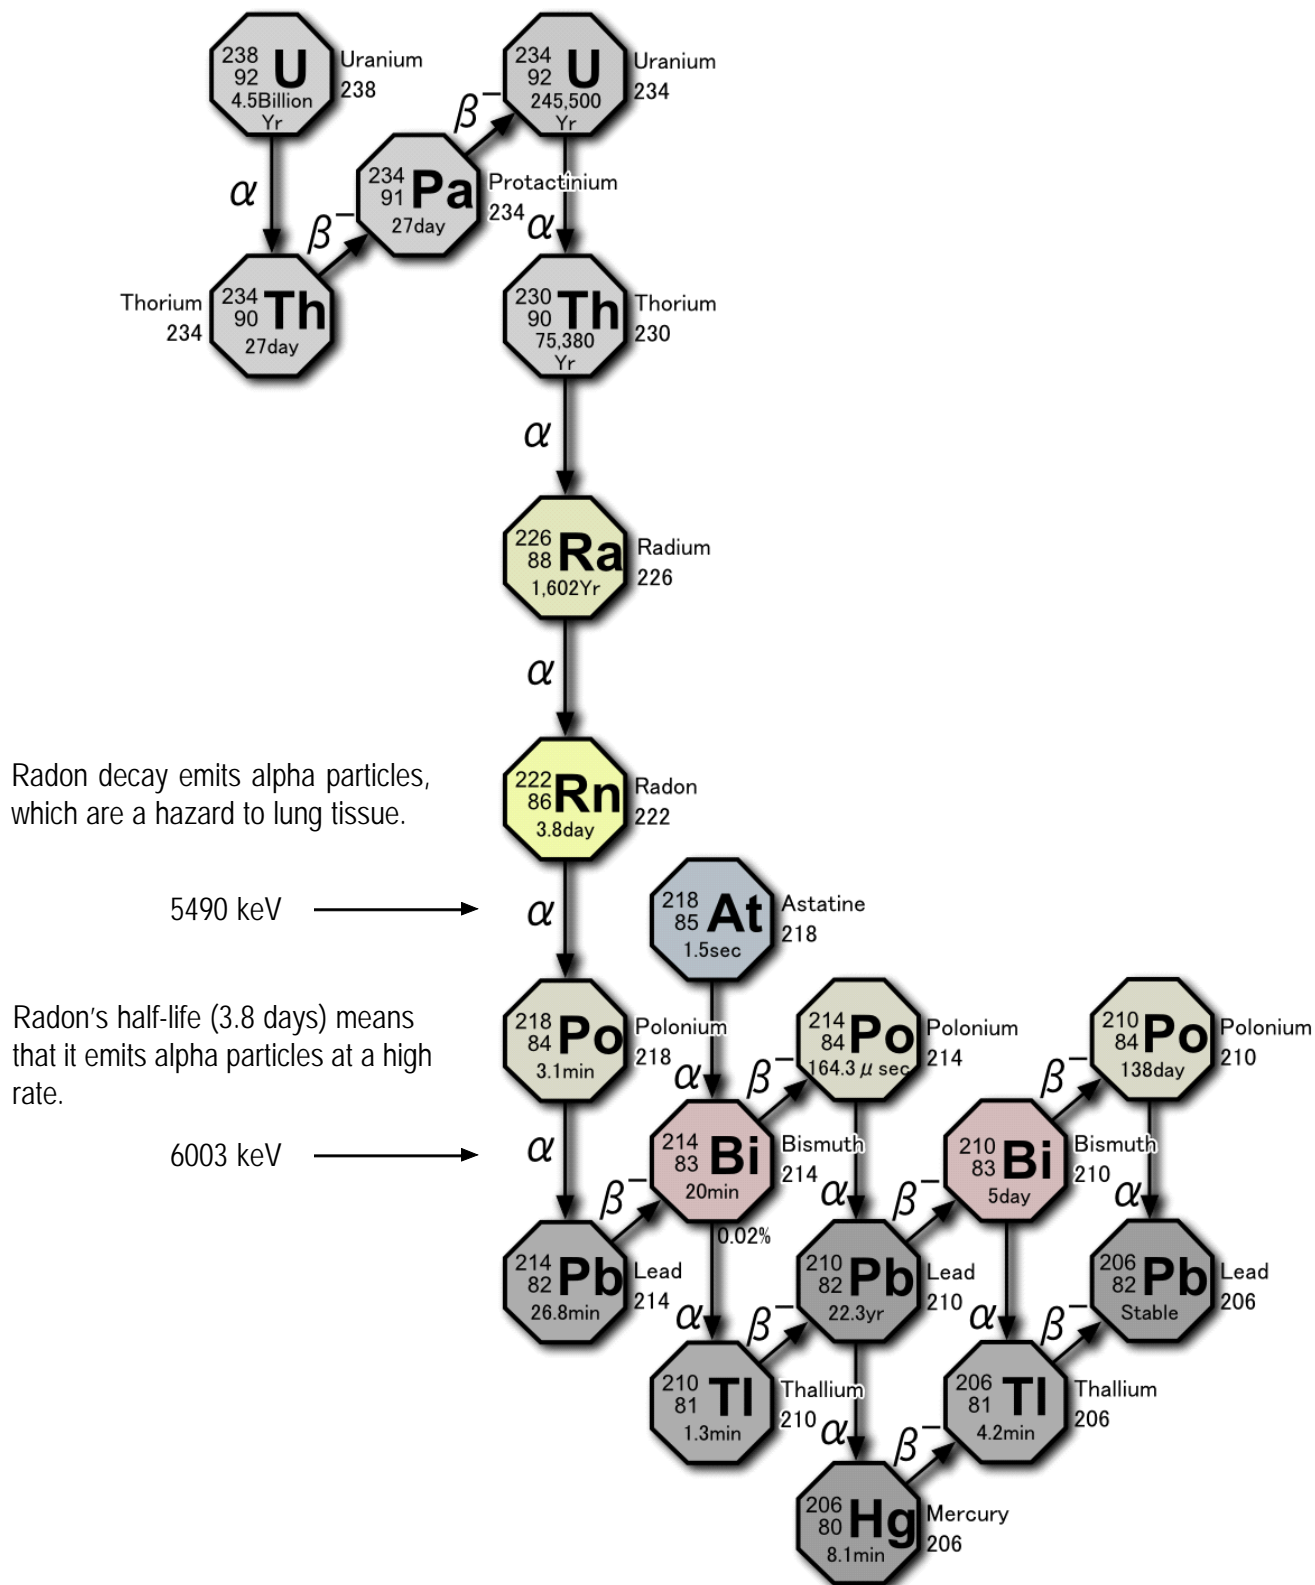 238
92
U
4.5Billion
Yr
Uranium
238
234
92
U
245,500
Yr
Uranium
234
β⁻
234
91
Pa
27day
Protactinium
234
α
β⁻
α
Thorium
234
234
90
Th
27day
230
90
Th
75,380
Yr
Thorium
230
α
226
88
Ra
1,602Yr
Radium
226
α
Radon decay emits alpha particles,
which are a hazard to lung tissue.
222
86
Rn
3.8day
Radon
222
5490 keV
α
218
85
At
1.5sec
Astatine
218
Radon's half-life (3.8 days) means
that it emits alpha particles at a high
rate.
218
84
Po
3.1min
Polonium
218
214
84
Po
164.3 μ sec
Polonium
214
210
84
Po
138day
Polonium
210
α
β⁻
β⁻
6003 keV
α
214
83
Bi
20min
Bismuth
214
210
83
Bi
5day
Bismuth
210
β⁻
α
β⁻
α
0.02%
214
82
Pb
26.8min
Lead
214
210
82
Pb
22.3yr
Lead
210
206
82
Pb
Stable
Lead
206
α
β⁻
α
β⁻
210
81
Tl
1.3min
Thallium
210
206
81
Tl
4.2min
Thallium
206
α
β⁻
206
80
Hg
8.1min
Mercury
206